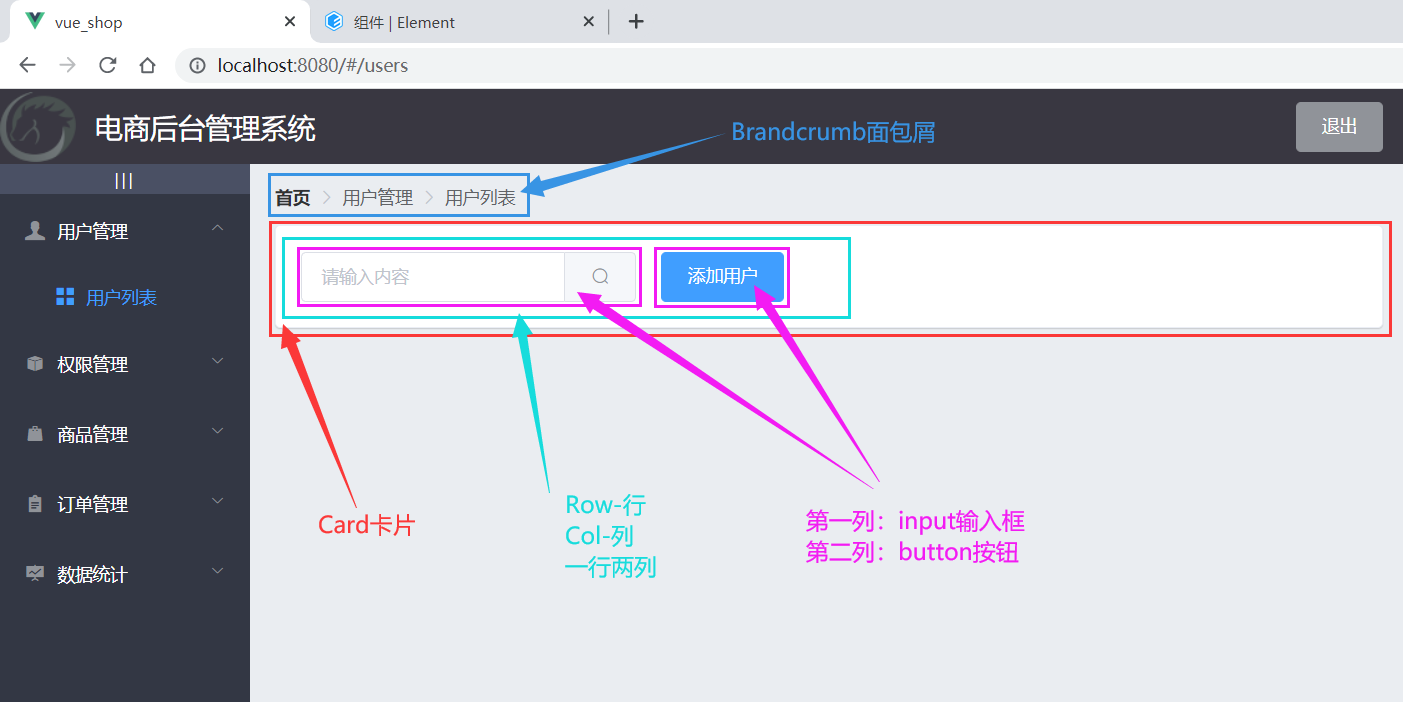 vue_shop
组件 | Element
localhost:8080/#/users
电商后台管理系统
Brandcrumb面包屑
退出
|||
首页 > 用户管理 > 用户列表
用户管理
请输入内容
添加用户
用户列表
权限管理
商品管理
订单管理
数据统计
Card卡片
Row-行
Col-列
一行两列
第一列：input输入框
第二列：button按钮